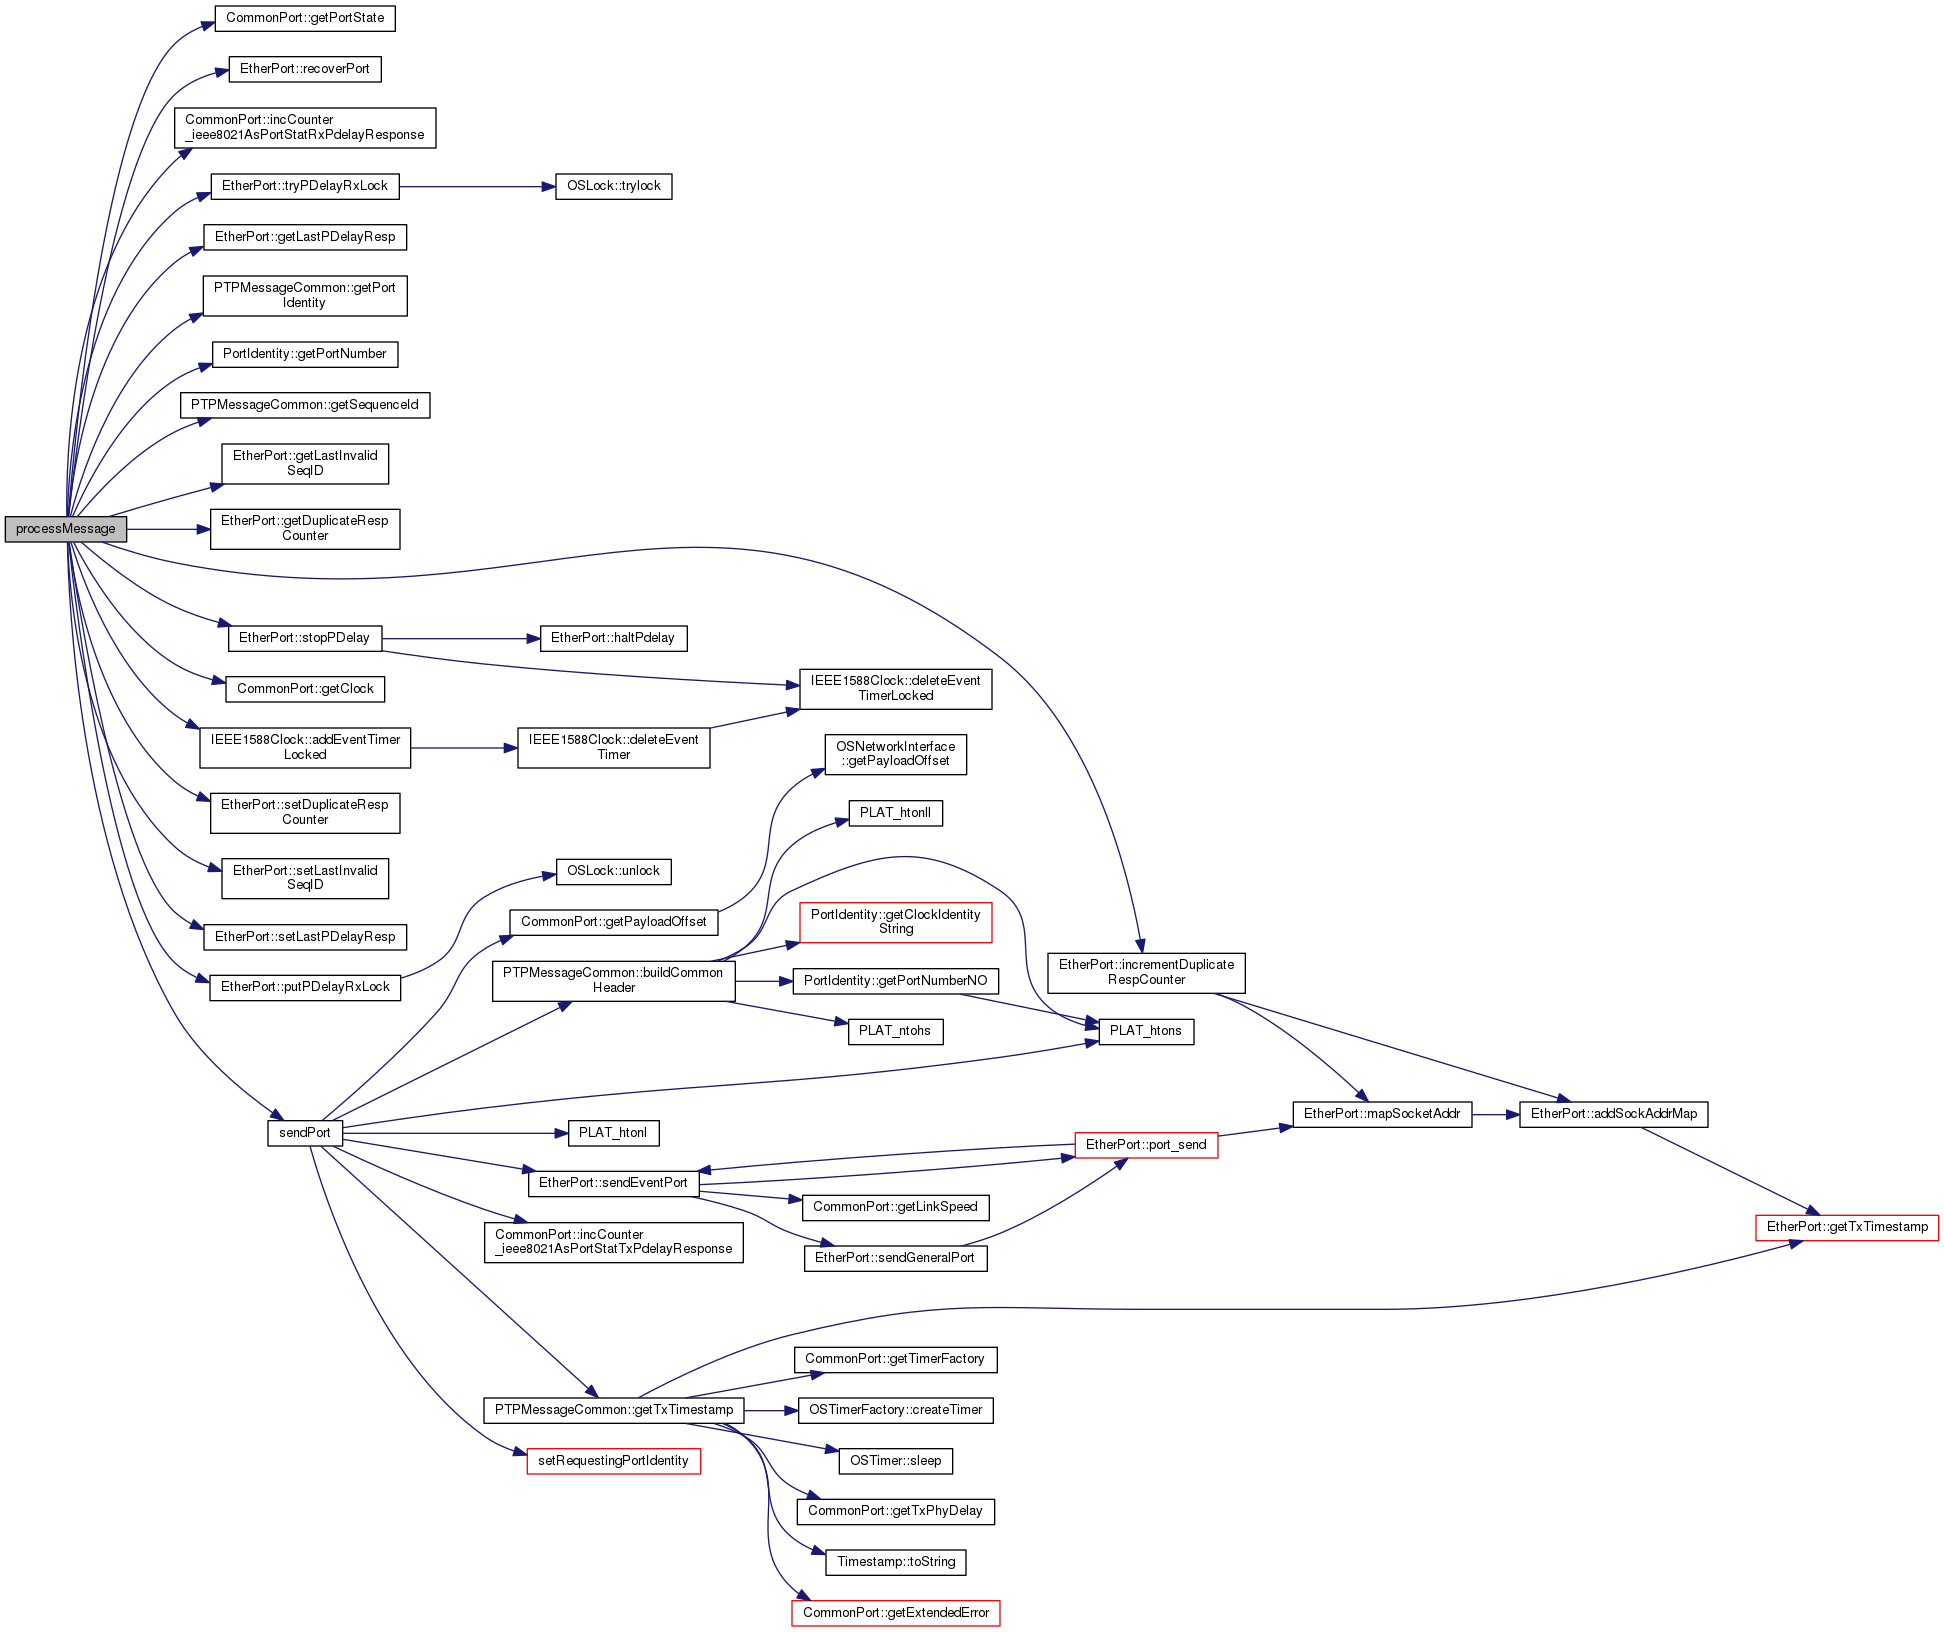 CommonPort::getPortState
EtherPort::recoverPort
CommonPort::incCounter
_ieee8021AsPortStatRxPdelayResponse
EtherPort::tryPDelayRxLock
OSLock::trylock
EtherPort::getLastPDelayResp
PTPMessageCommon::getPort
Identity
PortIdentity::getPortNumber
PTPMessageCommon::getSequenceId
EtherPort::getLastInvalid
SeqID
processMessage
EtherPort::getDuplicateResp
Counter
EtherPort::stopPDelay
EtherPort::haltPdelay
CommonPort::getClock
IEEE1588Clock::deleteEvent
TimerLocked
IEEE1588Clock::addEventTimer
Locked
IEEE1588Clock::deleteEvent
Timer
OSNetworkInterface
::getPayloadOffset
EtherPort::setDuplicateResp
Counter
PLAT_htonll
EtherPort::setLastInvalid
SeqID
OSLock::unlock
EtherPort::setLastPDelayResp
CommonPort::getPayloadOffset
PortIdentity::getClockIdentity
String
EtherPort::putPDelayRxLock
PTPMessageCommon::buildCommon
Header
PortIdentity::getPortNumberNO
EtherPort::incrementDuplicate
RespCounter
PLAT_ntohs
PLAT_htons
sendPort
PLAT_htonl
EtherPort::port_send
EtherPort::mapSocketAddr
EtherPort::addSockAddrMap
EtherPort::sendEventPort
CommonPort::getLinkSpeed
CommonPort::incCounter
_ieee8021AsPortStatTxPdelayResponse
EtherPort::sendGeneralPort
EtherPort::getTxTimestamp
CommonPort::getTimerFactory
PTPMessageCommon::getTxTimestamp
OSTimerFactory::createTimer
setRequestingPortIdentity
OSTimer::sleep
CommonPort::getTxPhyDelay
Timestamp::toString
CommonPort::getExtendedError